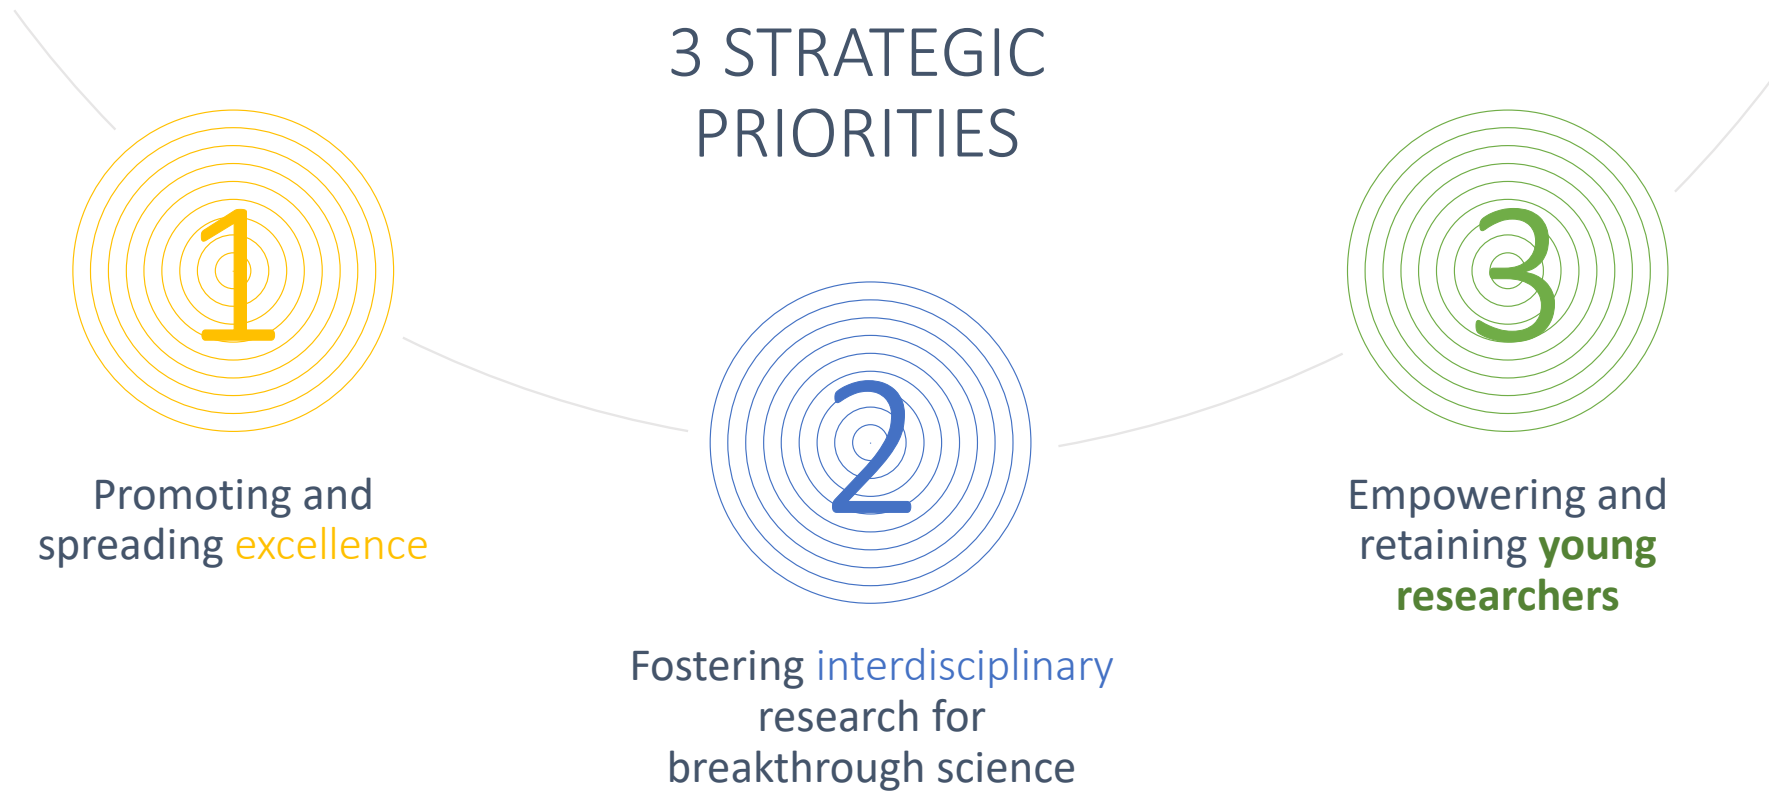 3 STRATEGIC
PRIORITIES
1
Promoting and
spreading excellence
2
Fostering interdisciplinary
research for
breakthrough science
3
Empowering and
retaining young
researchers